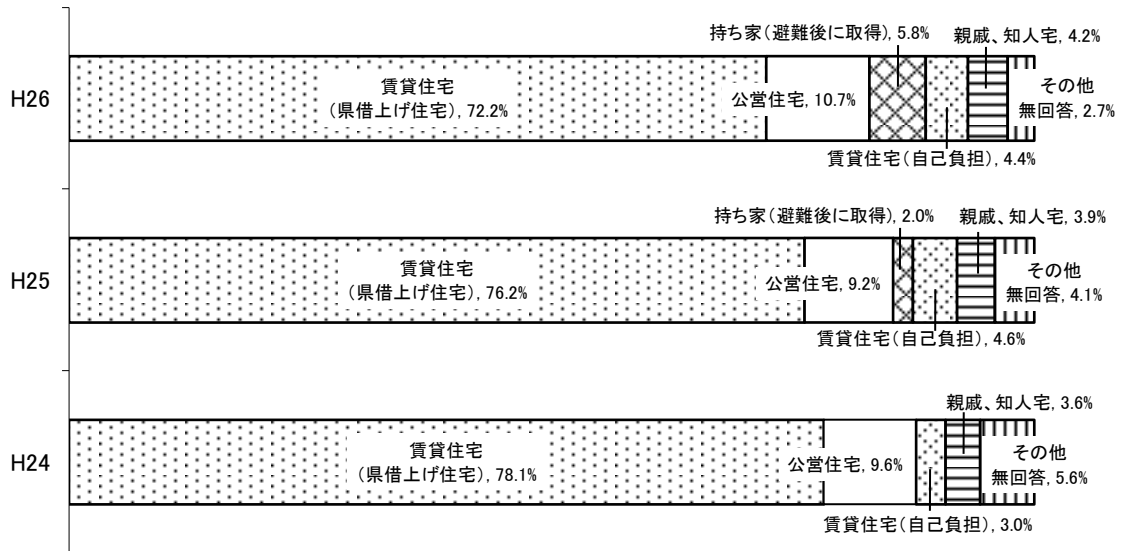 持ち家(避難後に取得), 5.8%
親戚、知人宅, 4.2%
H26
賃貸住宅
(県借上げ住宅), 72.2%
公営住宅, 10.7%
その他
無回答, 2.7%
賃貸住宅(自己負担), 4.4%
持ち家(避難後に取得), 2.0%
親戚、知人宅, 3.9%
H25
賃貸住宅
(県借上げ住宅), 76.2%
公営住宅, 9.2%
その他
無回答, 4.1%
賃貸住宅(自己負担), 4.6%
親戚、知人宅, 3.6%
H24
賃貸住宅
(県借上げ住宅), 78.1%
公営住宅, 9.6%
その他
無回答, 5.6%
賃貸住宅(自己負担), 3.0%